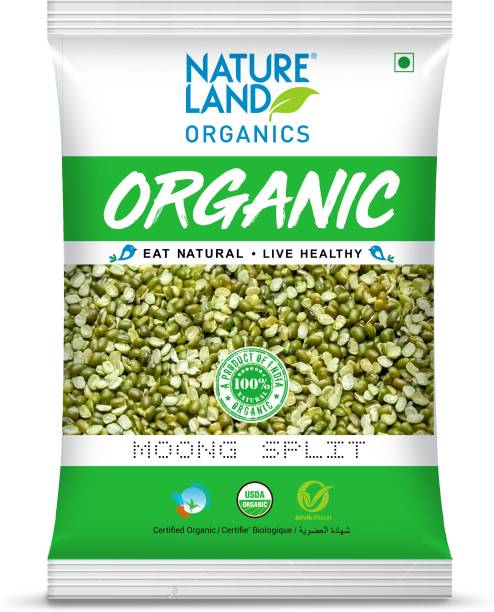 NATURE®
LAND
ORGANICS
ORGANIC
EAT NATURAL • LIVE HEALTHY
A PRODUCT OF INDIA
100%
NATURAL
ORGANIC
MOONG SPLIT
USDA
ORGANIC
Jaivik Bharat
Certified Organic / Certifie' Biologique / شهادة العضوية